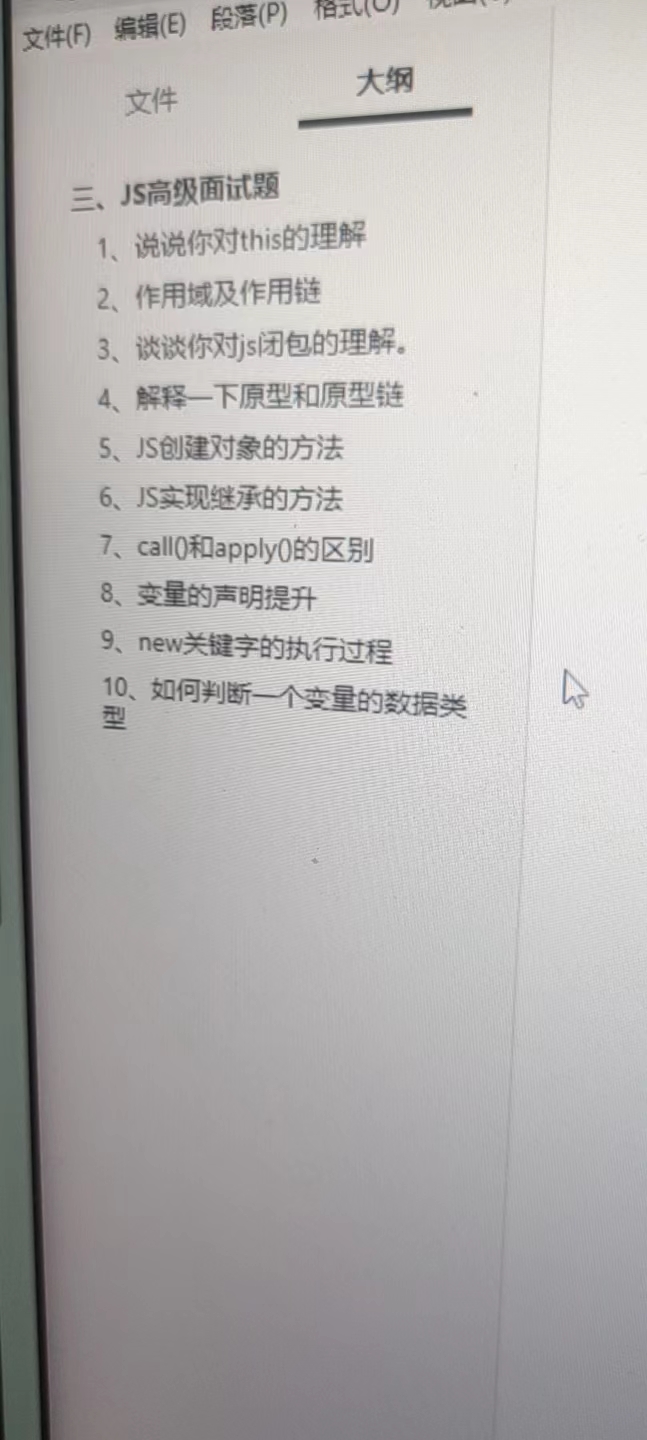 文件(F) 编辑(E) 段落(P) 格式(O)
文件 大纲
三、JS高级面试题
1、说说你对this的理解
2、作用域及作用链
3、谈谈你对js闭包的理解。
4、解释一下原型和原型链
5、JS创建对象的方法
6、JS实现继承的方法
7、call()和apply()的区别
8、变量的声明提升
9、new关键字的执行过程
10、如何判断一个变量的数据类
型